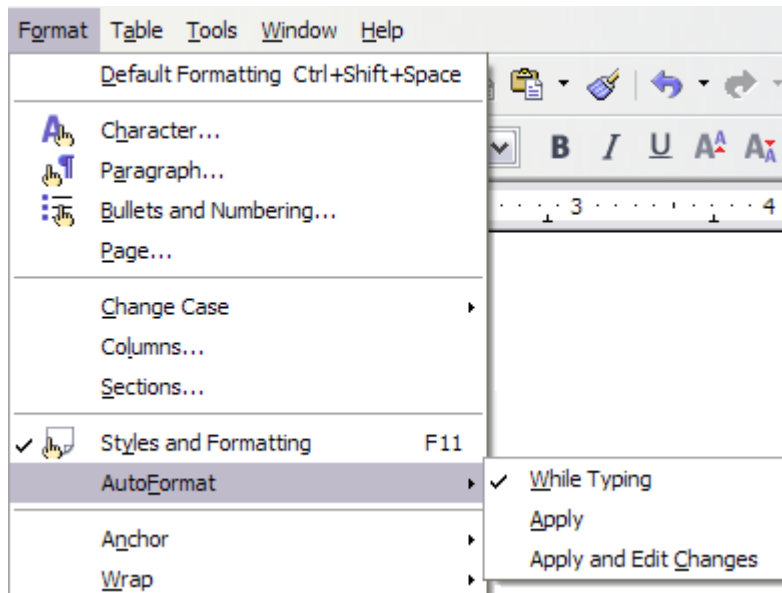 Format Table Tools Window Help
Default Formatting Ctrl+Shift+Space
Character...
Paragraph...
Bullets and Numbering...
Page...
Change Case
Columns...
Sections...
Styles and Formatting F11
AutoFormat
Anchor
Wrap
B I U A A A A
3 4
While Typing
Apply
Apply and Edit Changes